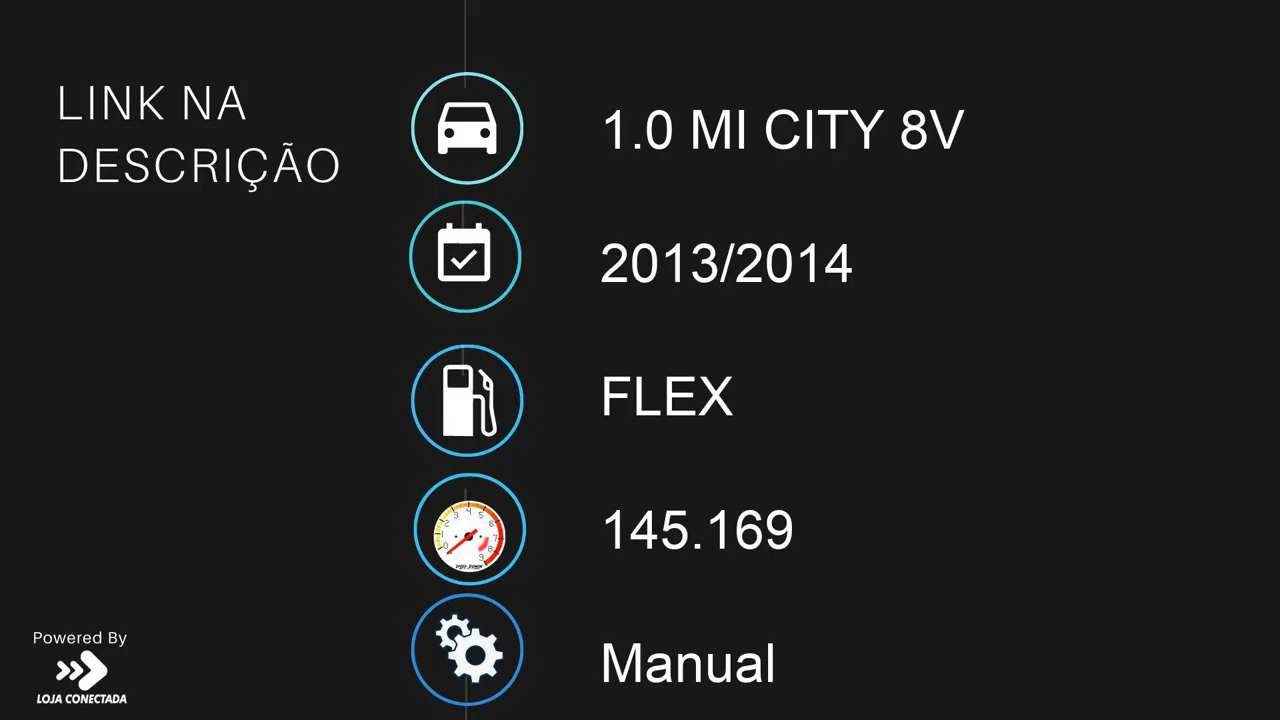 LINK NA
DESCRIÇÃO
1.0 MI CITY 8V
2013/2014
FLEX
145.169
Manual
Powered By
LOJA CONECTADA